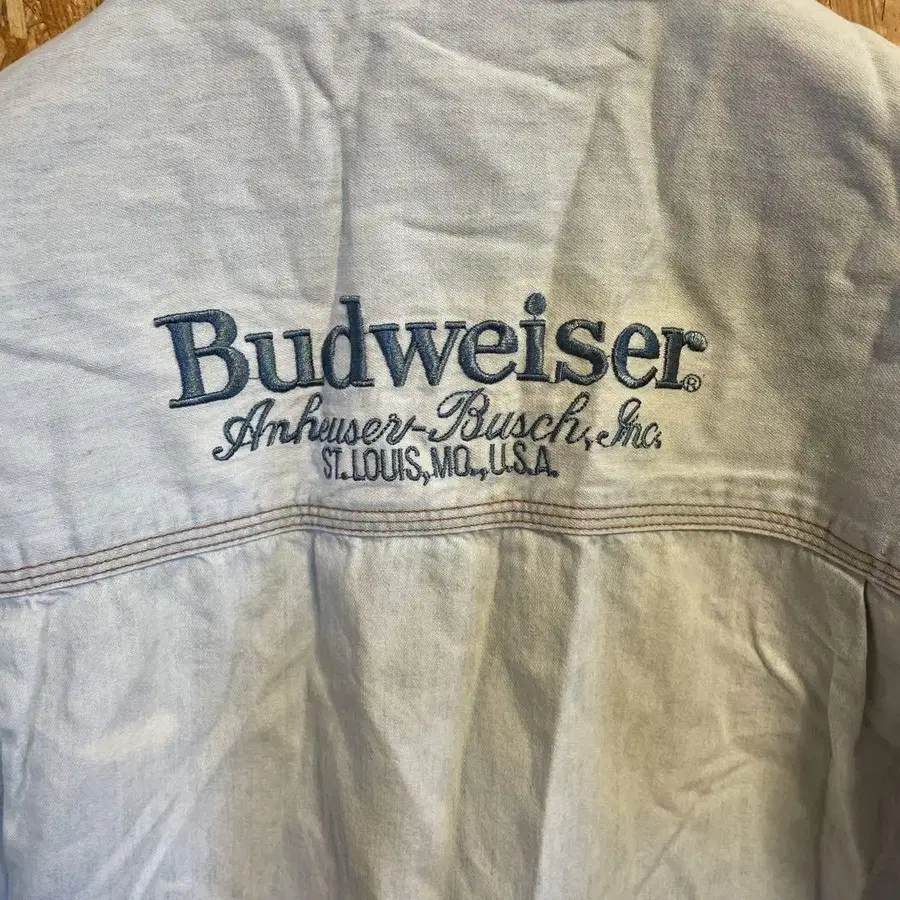 Budweiser®
Anheuser-Busch, Inc.
ST. LOUIS, MO., U.S.A.